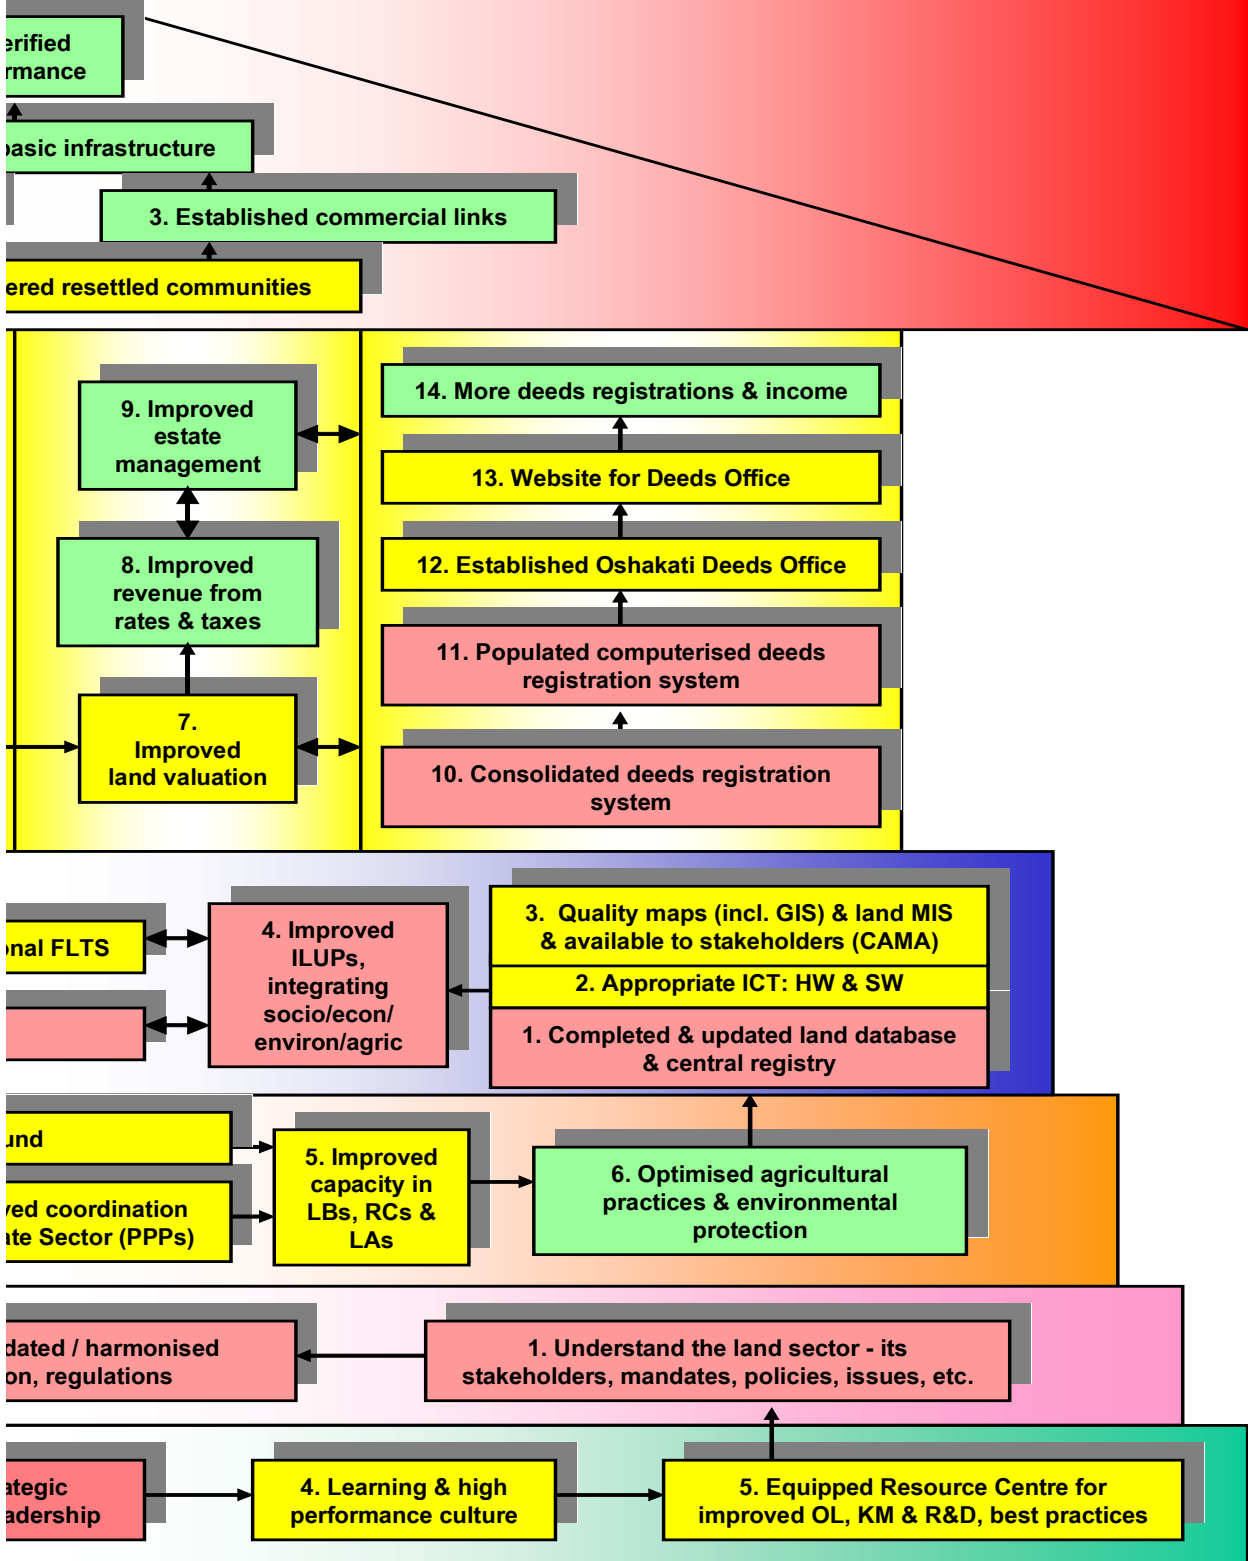 erified
rmance
basic infrastructure
3. Established commercial links
ered resettled communities
9. Improved
estate
management
8. Improved
revenue from
rates & taxes
7.
Improved
land valuation
14. More deeds registrations & income
13. Website for Deeds Office
12. Established Oshakati Deeds Office
11. Populated computerised deeds
registration system
10. Consolidated deeds registration
system
onal FLTS
4. Improved
ILUPs,
integrating
socio/econ/
environ/agric
3. Quality maps (incl. GIS) & land MIS
& available to stakeholders (CAMA)
2. Appropriate ICT: HW & SW
1. Completed & updated land database
& central registry
und
ved coordination
ate Sector (PPPs)
5. Improved
capacity in
LBs, RCs &
LAs
6. Optimised agricultural
practices & environmental
protection
dated / harmonised
on, regulations
1. Understand the land sector - its
stakeholders, mandates, policies, issues, etc.
ategic
adership
4. Learning & high
performance culture
5. Equipped Resource Centre for
improved OL, KM & R&D, best practices